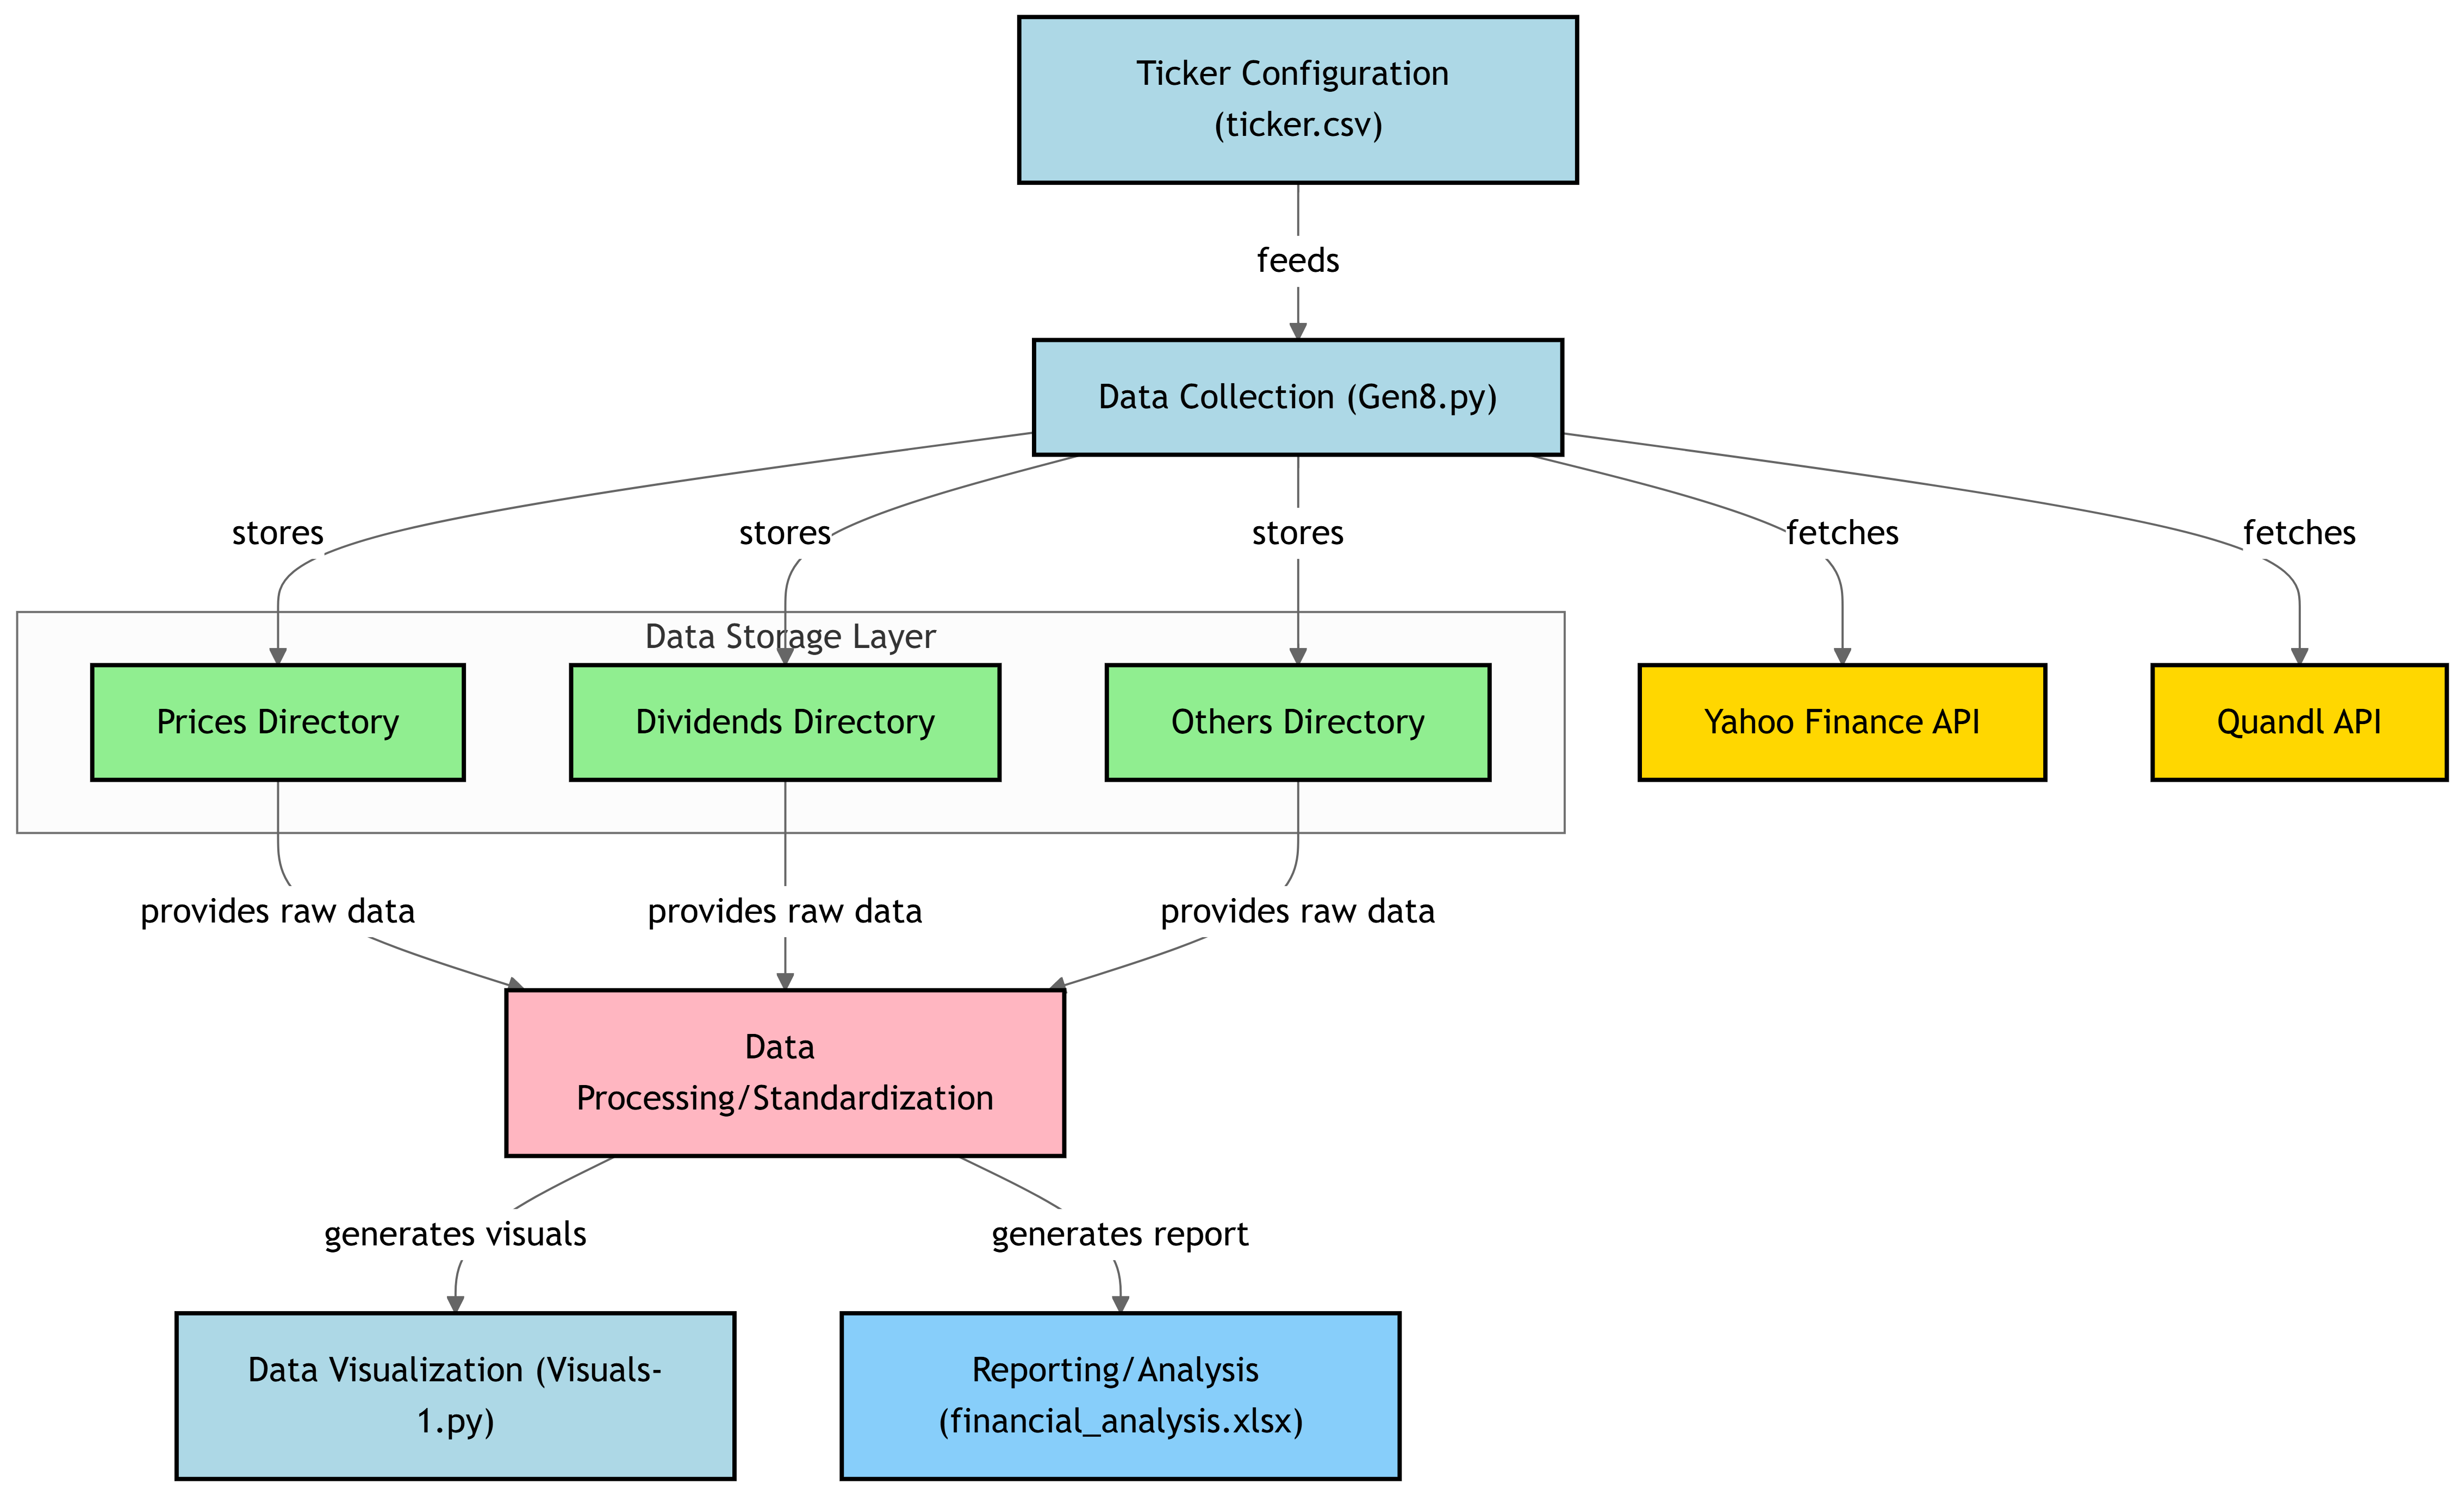 Ticker Configuration
(ticker.csv)
feeds
Data Collection (Gen8.py)
stores
stores
stores
fetches
fetches
Data Storage Layer
Prices Directory
Dividends Directory
Others Directory
Yahoo Finance API
Quandl API
provides raw data
provides raw data
provides raw data
Data
Processing/Standardization
generates visuals
generates report
Data Visualization (Visuals-
1.py)
Reporting/Analysis
(financial_analysis.xlsx)